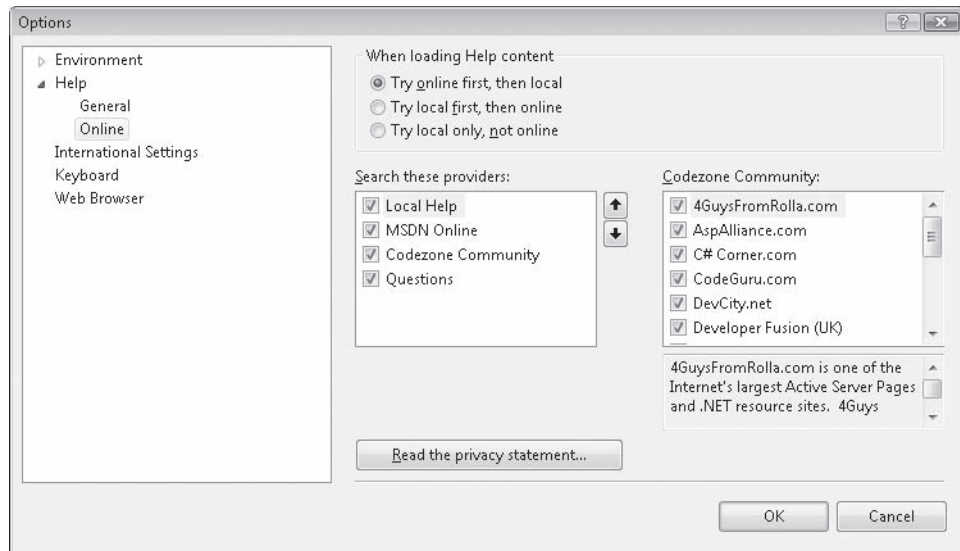 Options
Environment
Help
General
Online
International Settings
Keyboard
Web Browser
When loading Help content
Try online first, then local
Try local first, then online
Try local only, not online
Search these providers:
Local Help
MSDN Online
Codezone Community
Questions
Codezone Community:
4GuysFromRolla.com
AspAlliance.com
C# Corner.com
CodeGuru.com
DevCity.net
Developer Fusion (UK)
4GuysFromRolla.com is one of the
Internet's largest Active Server Pages
and .NET resource sites. 4Guys
Read the privacy statement...
OK
Cancel